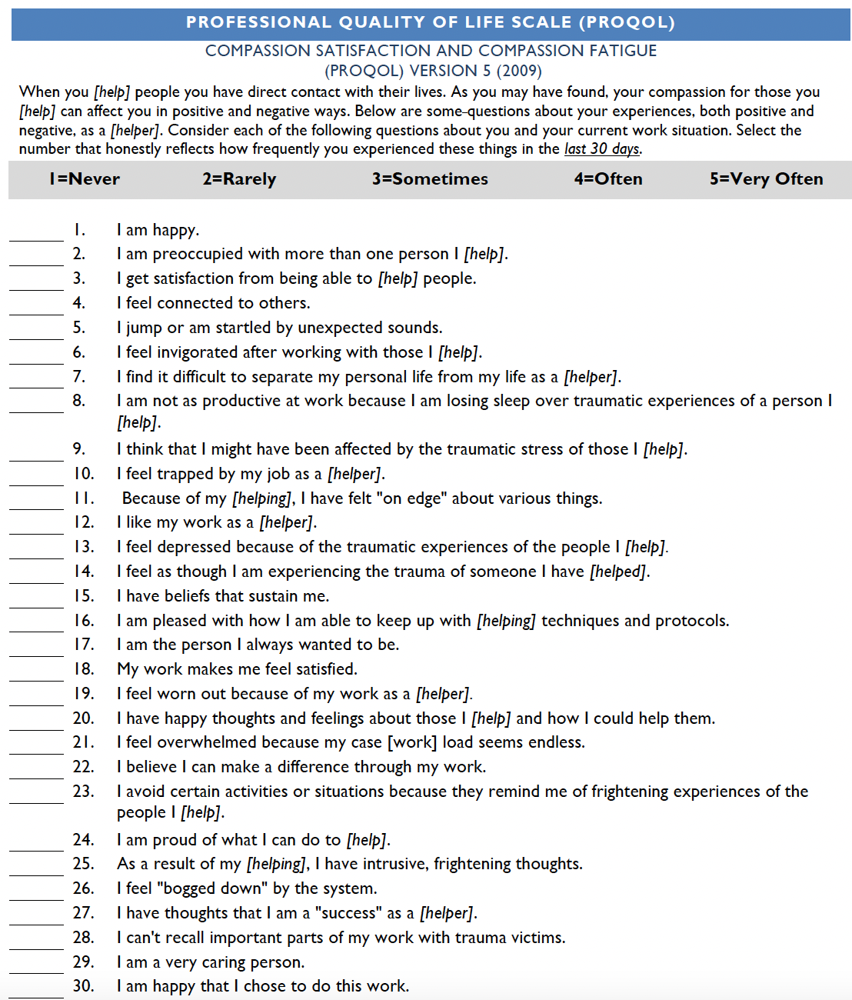 PROFESSIONAL QUALITY OF LIFE SCALE (PROQOL)
COMPASSION SATISFACTION AND COMPASSION FATIGUE
(PROQOL) VERSION 5 (2009)
When you [help] people you have direct contact with their lives. As you may have found, your compassion for those you
[help] can affect you in positive and negative ways. Below are some-questions about your experiences, both positive and
negative, as a [helper]. Consider each of the following questions about you and your current work situation. Select the
number that honestly reflects how frequently you experienced these things in the last 30 days.
1=Never 2=Rarely 3=Sometimes 4=Often 5=Very Often
1. I am happy.
2. I am preoccupied with more than one person I [help].
3. I get satisfaction from being able to [help] people.
4. I feel connected to others.
5. I jump or am startled by unexpected sounds.
6. I feel invigorated after working with those I [help].
7. I find it difficult to separate my personal life from my life as a [helper].
8. I am not as productive at work because I am losing sleep over traumatic experiences of a person I
[help].
9. I think that I might have been affected by the traumatic stress of those I [help].
10. I feel trapped by my job as a [helper].
11. Because of my [helping], I have felt "on edge" about various things.
12. I like my work as a [helper].
13. I feel depressed because of the traumatic experiences of the people I [help].
14. I feel as though I am experiencing the trauma of someone I have [helped].
15. I have beliefs that sustain me.
16. I am pleased with how I am able to keep up with [helping] techniques and protocols.
17. I am the person I always wanted to be.
18. My work makes me feel satisfied.
19. I feel worn out because of my work as a [helper].
20. I have happy thoughts and feelings about those I [help] and how I could help them.
21. I feel overwhelmed because my case [work] load seems endless.
22. I believe I can make a difference through my work.
23. I avoid certain activities or situations because they remind me of frightening experiences of the
people I [help].
24. I am proud of what I can do to [help].
25. As a result of my [helping], I have intrusive, frightening thoughts.
26. I feel "bogged down" by the system.
27. I have thoughts that I am a "success" as a [helper].
28. I can't recall important parts of my work with trauma victims.
29. I am a very caring person.
30. I am happy that I chose to do this work.